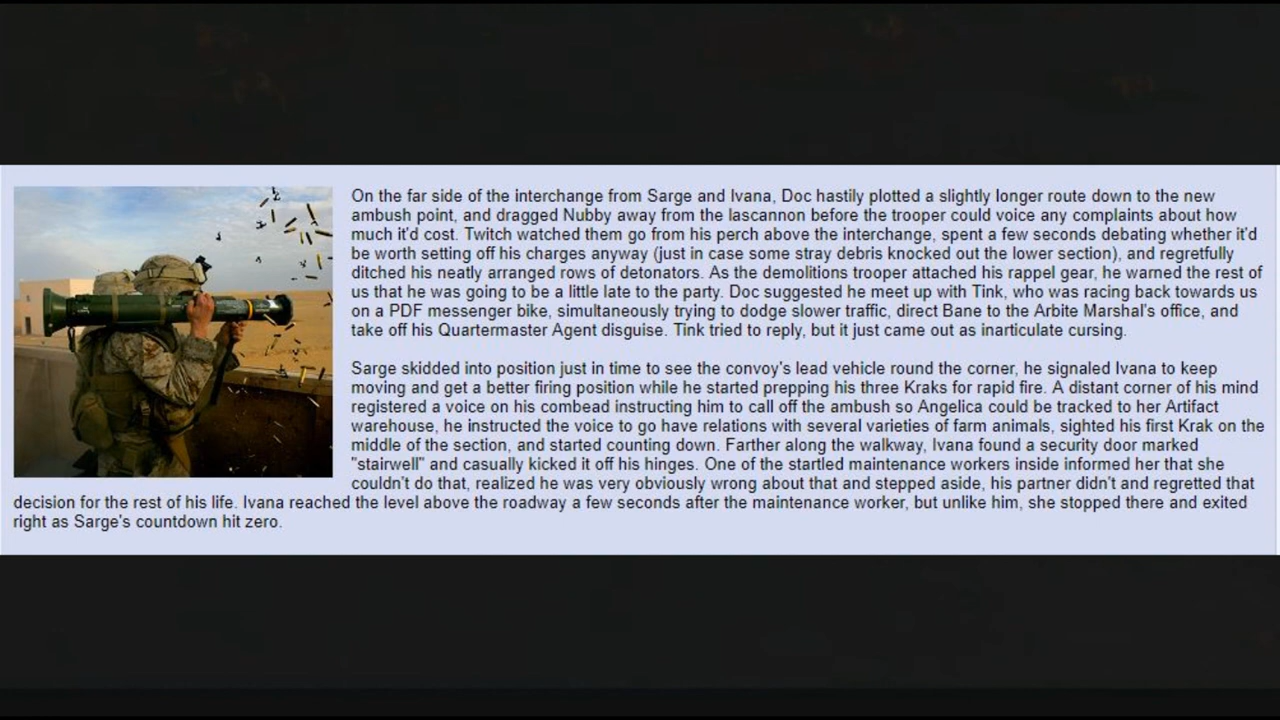 On the far side of the interchange from Sarge and Ivana, Doc hastily plotted a slightly longer route down to the new
ambush point, and dragged Nubby away from the lascannon before the trooper could voice any complaints about how
much it'd cost. Twitch watched them go from his perch above the interchange, spent a few seconds debating whether it'd
be worth setting off his charges anyway (just in case some stray debris knocked out the lower section), and regretfully
ditched his neatly arranged rows of detonators. As the demolitions trooper attached his rappel gear, he warned the rest of
us that he was going to be a little late to the party. Doc suggested he meet up with Tink, who was racing back towards us
on a PDF messenger bike, simultaneously trying to dodge slower traffic, direct Bane to the Arbite Marshal's office, and
take off his Quartermaster Agent disguise. Tink tried to reply, but it just came out as inarticulate cursing.
Sarge skidded into position just in time to see the convoy's lead vehicle round the corner, he signaled Ivana to keep
moving and get a better firing position while he started prepping his three Kraks for rapid fire. A distant corner of his mind
registered a voice on his combead instructing him to call off the ambush so Angelica could be tracked to her Artifact
warehouse, he instructed the voice to go have relations with several varieties of farm animals, sighted his first Krak on the
middle of the section, and started counting down. Farther along the walkway, Ivana found a security door marked
"stairwell" and casually kicked it off his hinges. One of the startled maintenance workers inside informed her that she
couldn't do that, realized he was very obviously wrong about that and stepped aside, his partner didn't and regretted that
decision for the rest of his life. Ivana reached the level above the roadway a few seconds after the maintenance worker, but unlike him, she stopped there and exited
right as Sarge's countdown hit zero.